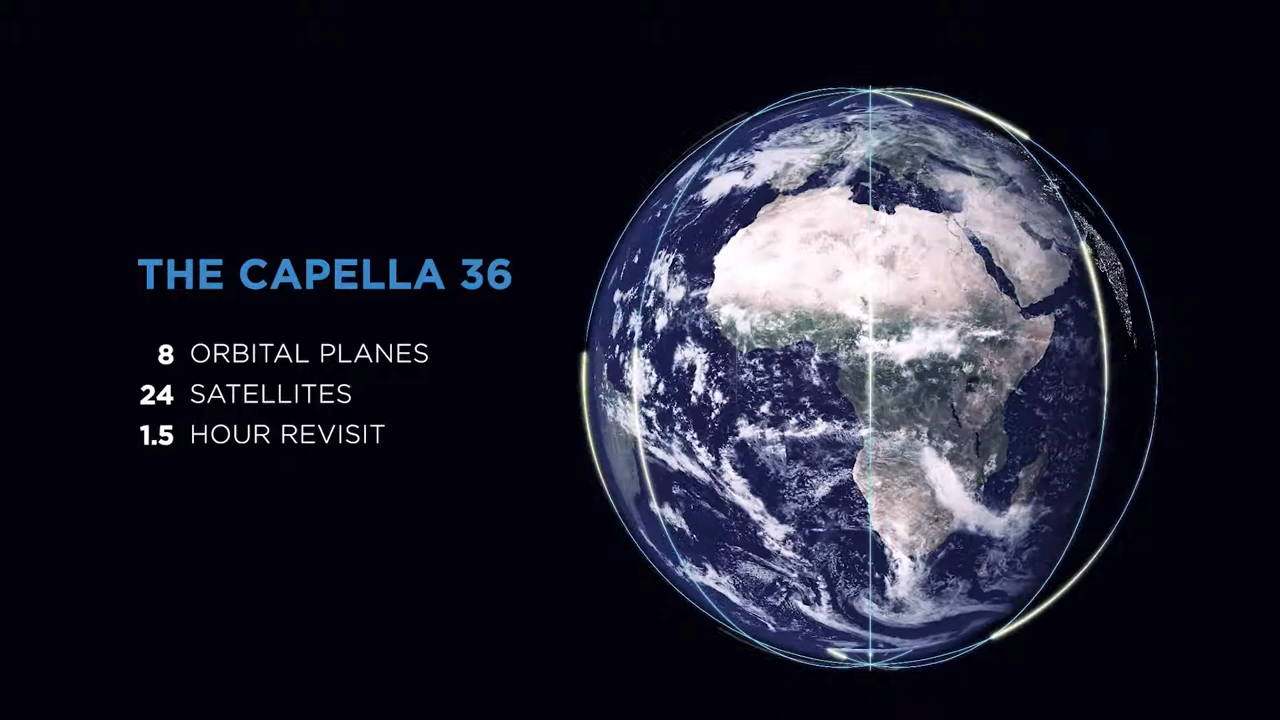 THE CAPELLA 36
8 ORBITAL PLANES
24 SATELLITES
1.5 HOUR REVISIT